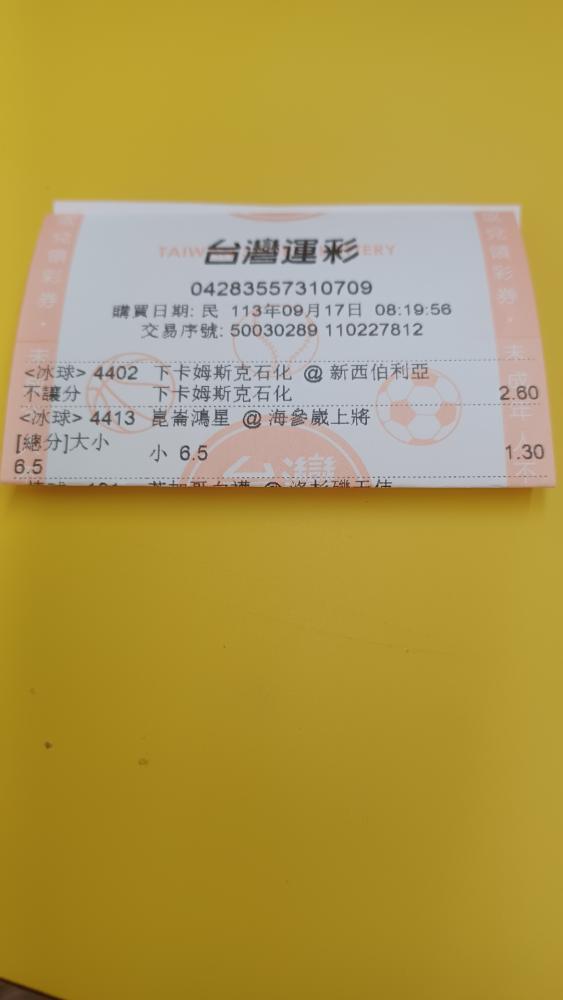 台灣運彩
04283557310709
購買日期: 民 113年09月17日 08:19:56
交易序號: 50030289 110227812
<冰球> 4402 下卡姆斯克石化 @ 新西伯利亞
不讓分 下卡姆斯克石化 2.60
<冰球> 4413 崑崙鴻星 @ 海參崴上將
[總分]大小 小 6.5 1.30
6.5